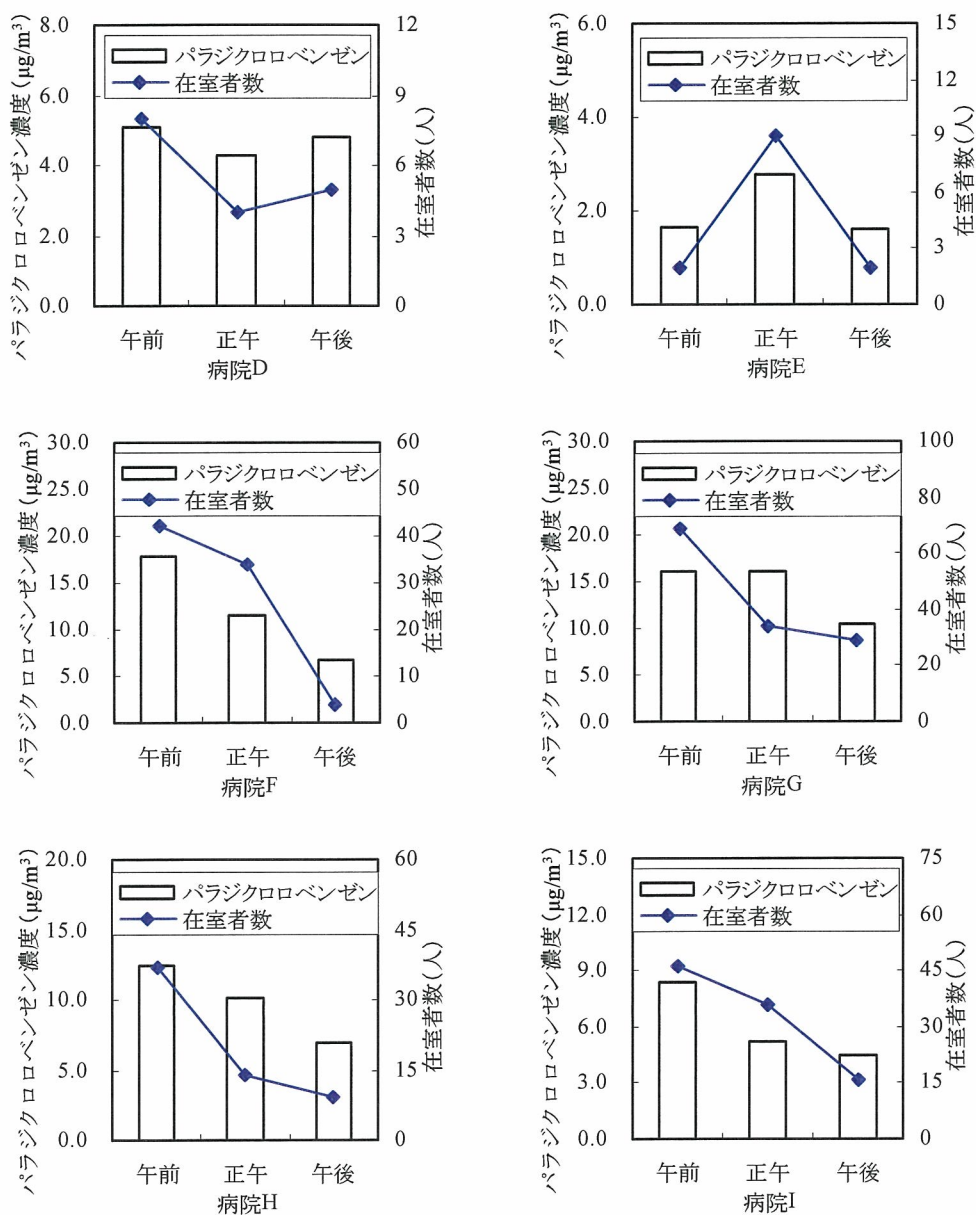 パラジクロロベンゼン濃度(μg/m³)
8.0
6.0
4.0
2.0
0.0
パラジクロロベンゼン
在室者数
12
9
6
3
0
在室者数(人)
午前 正午 午後
病院D
パラジクロロベンゼン濃度(μg/m³)
6.0
4.0
2.0
0.0
パラジクロロベンゼン
在室者数
15
12
9
6
3
0
在室者数(人)
午前 正午 午後
病院E
パラジクロロベンゼン濃度(μg/m³)
30.0
25.0
20.0
15.0
10.0
5.0
0.0
パラジクロロベンゼン
在室者数
60
50
40
30
20
10
0
在室者数(人)
午前 正午 午後
病院F
パラジクロロベンゼン濃度(μg/m³)
30.0
25.0
20.0
15.0
10.0
5.0
0.0
パラジクロロベンゼン
在室者数
100
80
60
40
20
0
在室者数(人)
午前 正午 午後
病院G
パラジクロロベンゼン濃度(μg/m³)
20.0
15.0
10.0
5.0
0.0
パラジクロロベンゼン
在室者数
60
45
30
15
0
在室者数(人)
午前 正午 午後
病院H
パラジクロロベンゼン濃度(μg/m³)
15.0
12.0
9.0
6.0
3.0
0.0
パラジクロロベンゼン
在室者数
75
60
45
30
15
0
在室者数(人)
午前 正午 午後
病院I